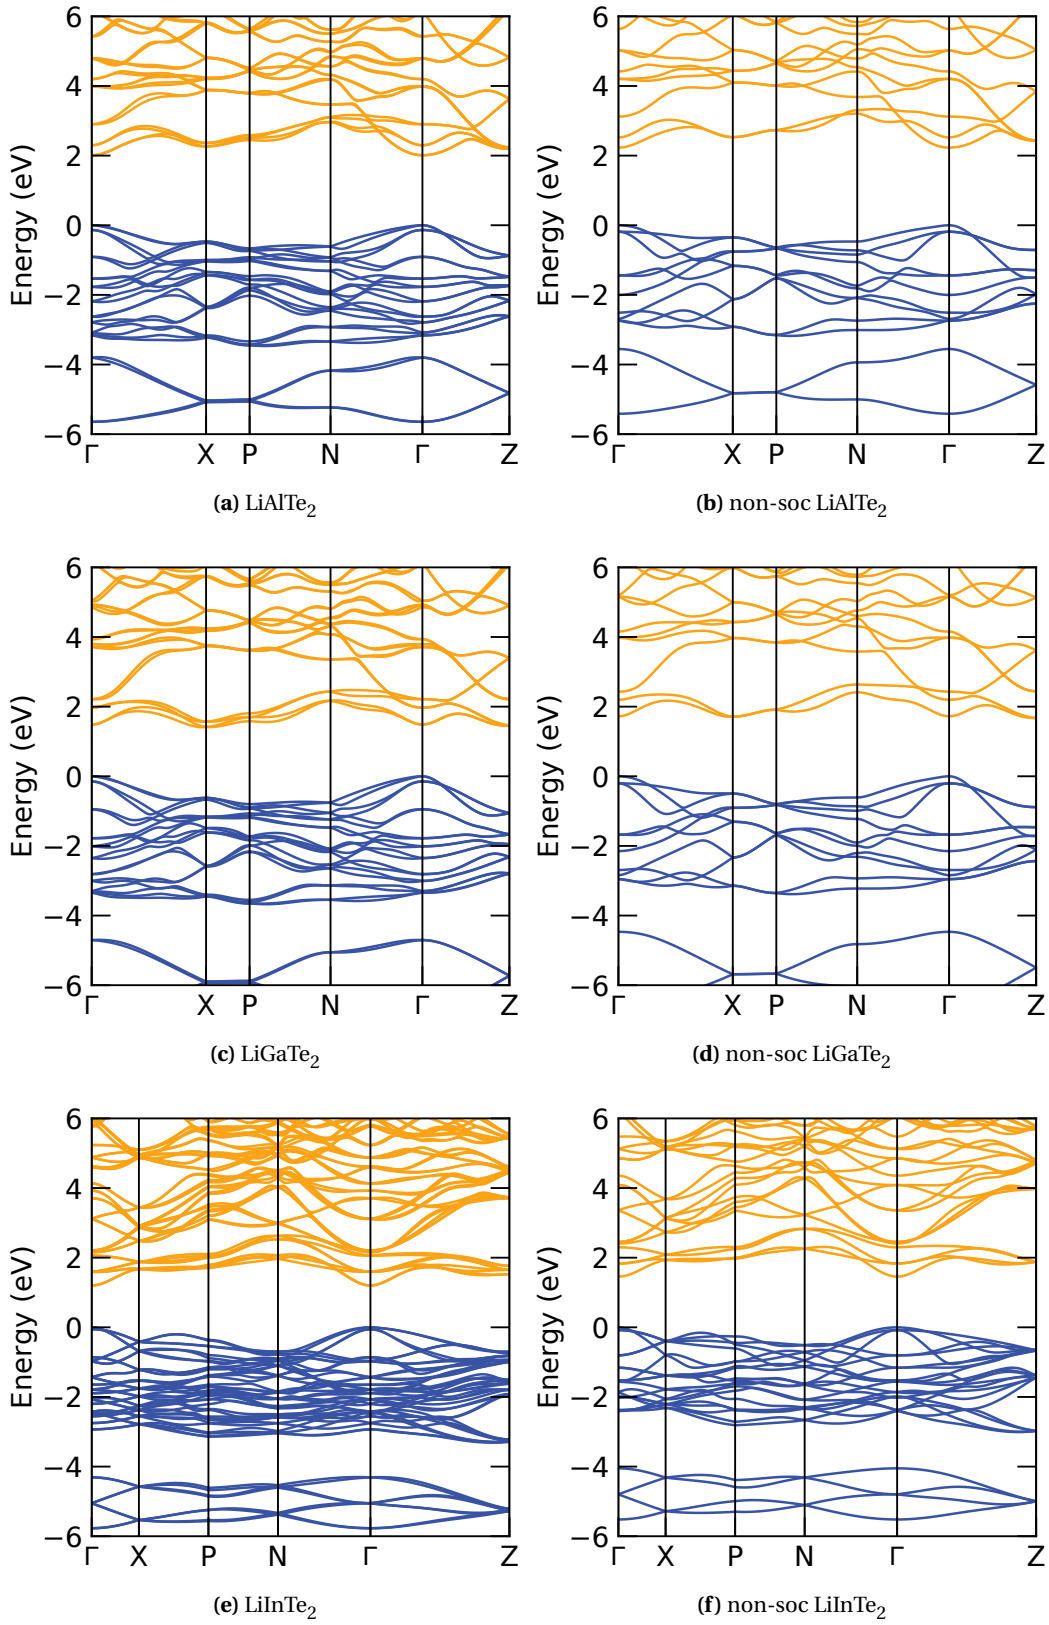 6
4
2
0
−2
−4
−6
Energy (eV)
Γ X P N Γ Z
(a) LiAlTe2
6
4
2
0
−2
−4
−6
Energy (eV)
Γ X P N Γ Z
(b) non-soc LiAlTe2
6
4
2
0
−2
−4
−6
Energy (eV)
Γ X P N Γ Z
(c) LiGaTe2
6
4
2
0
−2
−4
−6
Energy (eV)
Γ X P N Γ Z
(d) non-soc LiGaTe2
6
4
2
0
−2
−4
−6
Energy (eV)
Γ X P N Γ Z
(e) LiInTe2
6
4
2
0
−2
−4
−6
Energy (eV)
Γ X P N Γ Z
(f) non-soc LiInTe2